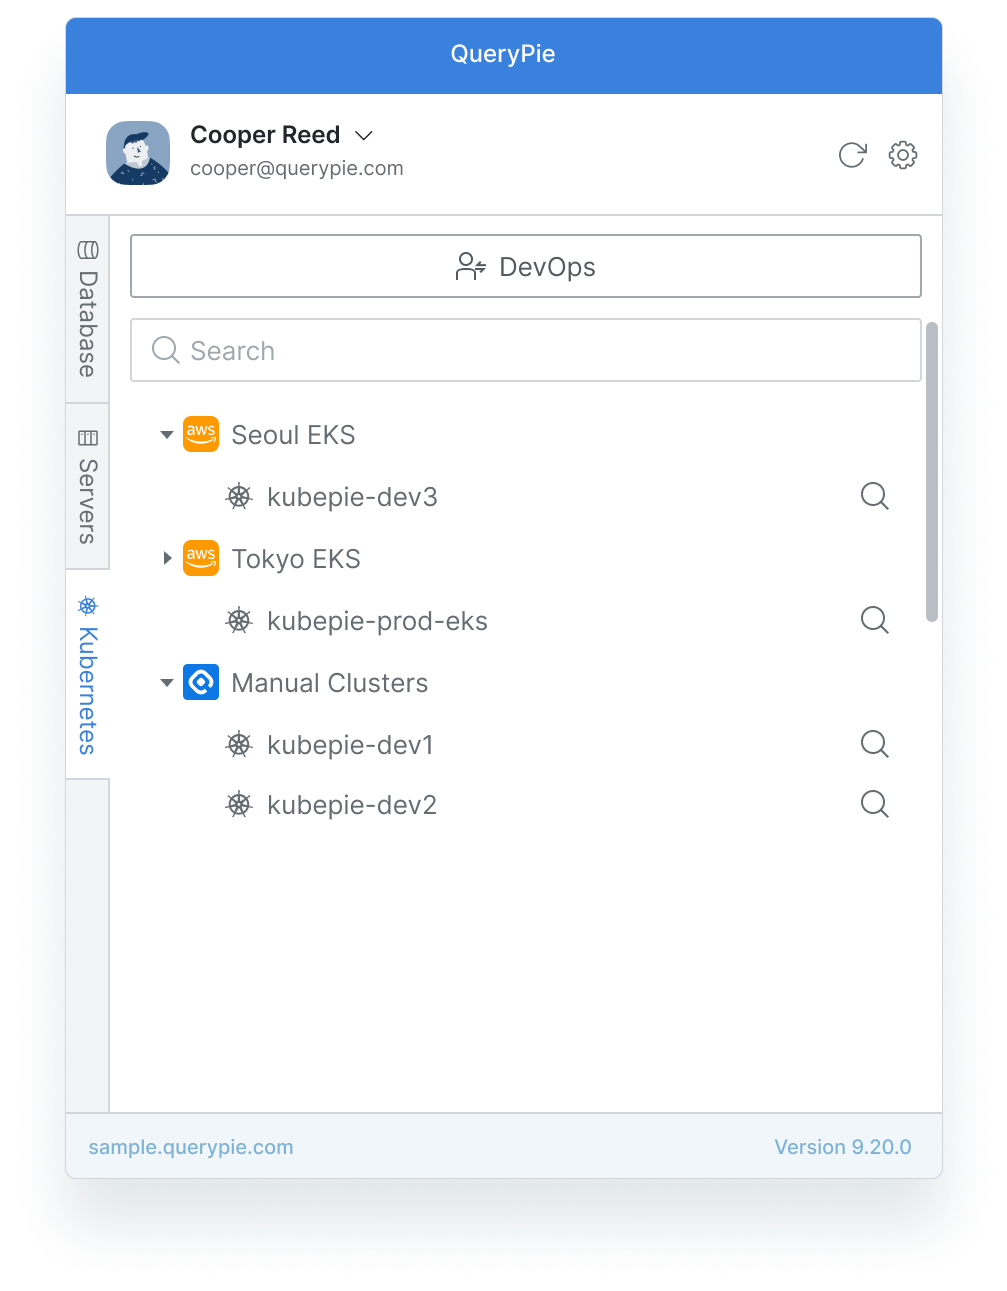 QueryPie
Cooper Reed
cooper@querypie.com
Database
Servers
Kubernetes
DevOps
Search
aws Seoul EKS
kubepie-dev3
aws Tokyo EKS
kubepie-prod-eks
Manual Clusters
kubepie-dev1
kubepie-dev2
sample.querypie.com
Version 9.20.0